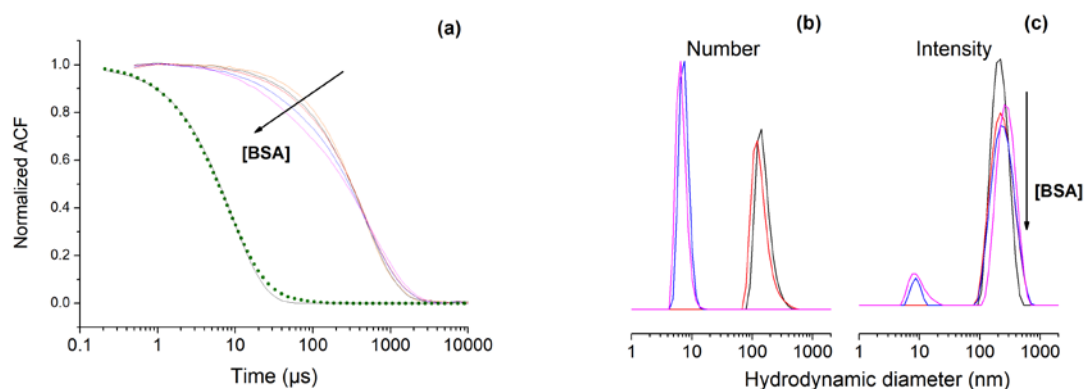 (a)
Normalized ACF
1.0
0.8
0.6
0.4
0.2
0.0
[BSA]
0.1 1 10 100 1000 10000
Time (µs)
(b)
Number
1 10 100 1000
(c)
Intensity
[BSA]
1 10 100 1000
Hydrodynamic diameter (nm)